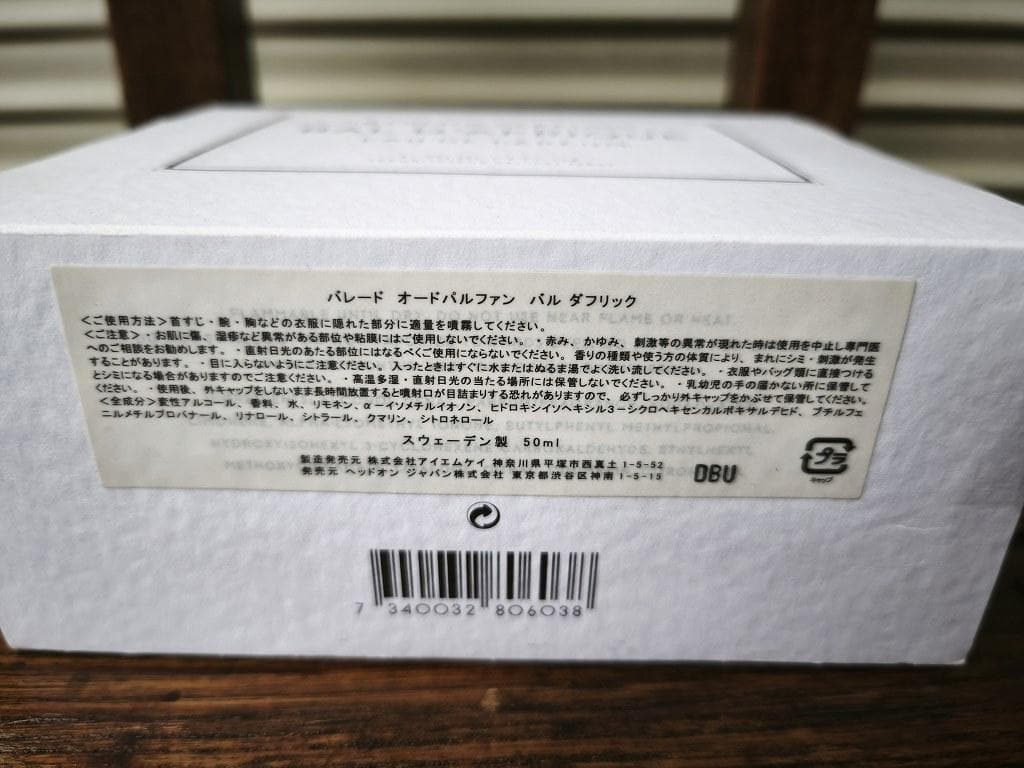 バレード オードパルファン バル ダフリック
＜ご使用方法＞首すじ・腕・胸などの衣服に隠れた部分に適量を噴霧してください。
＜ご注意＞・お肌に傷、湿疹など異常がある部位や粘膜にはご使用しないでください。・赤み、かゆみ、刺激等の異常が現れた時は使用を中止し専門医
へのご相談をお勧めします。・直射日光のあたる部位にはなるべくご使用にならないでください。香りの種類や使う方の体質により、まれにシミ・刺激が発生
することがあります。・目に入らないようにご注意ください。入ったときはすぐに水またはぬるま湯でよく洗い流してください。・衣服やバッグ類に直接つける
とシミになる場合がありますのでご注意ください。・高温多湿・直射日光の当たる場所には保管しないでください。・乳幼児の手の届かない所に保管して
ください。・使用後、外キャップをしないまま長時間放置すると噴射口が目詰まりする恐れがありますので、必ずしっかり外キャップをかぶせて保管してください。
＜全成分＞変性アルコール、香料、水、リモネン、α-イソメチルイオノン、ヒドロキシイソヘキシル3-シクロヘキセンカルボキサルデヒド、ブチルフェ
ニルメチルプロパナール、リナロール、シトラール、クマリン、シトロネロール
スウェーデン製 50ml
製造発売元 株式会社アイエムケイ 神奈川県平塚市西真土1-5-52
発売元 ヘッドオン ジャパン株式会社 東京都渋谷区神南1-5-15
DBU
プラ
キャップ
7 340032 806038